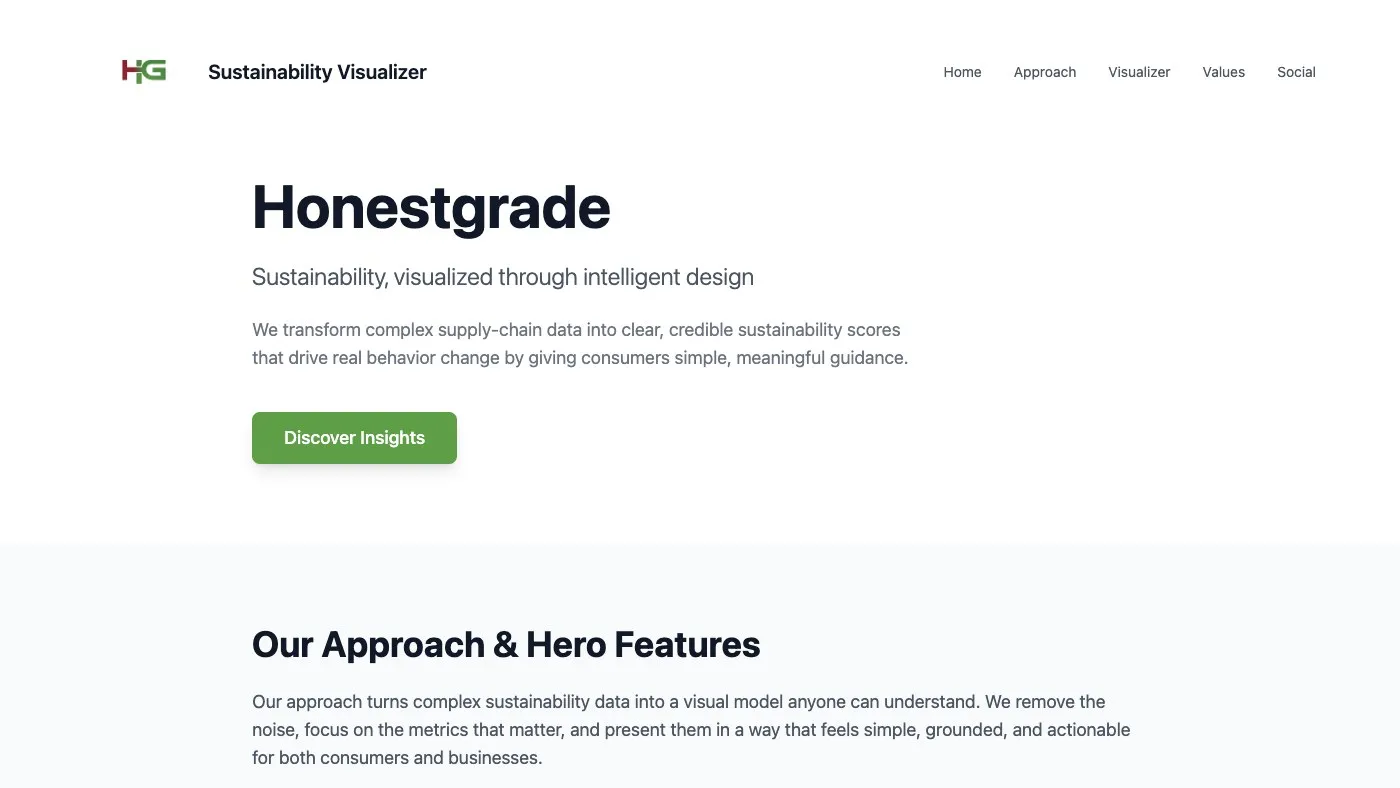 HG
Sustainability Visualizer
Home Approach Visualizer Values Social
Honestgrade
Sustainability, visualized through intelligent design
We transform complex supply-chain data into clear, credible sustainability scores
that drive real behavior change by giving consumers simple, meaningful guidance.
Discover Insights
Our Approach & Hero Features
Our approach turns complex sustainability data into a visual model anyone can understand. We remove the
noise, focus on the metrics that matter, and present them in a way that feels simple, grounded, and actionable
for both consumers and businesses.